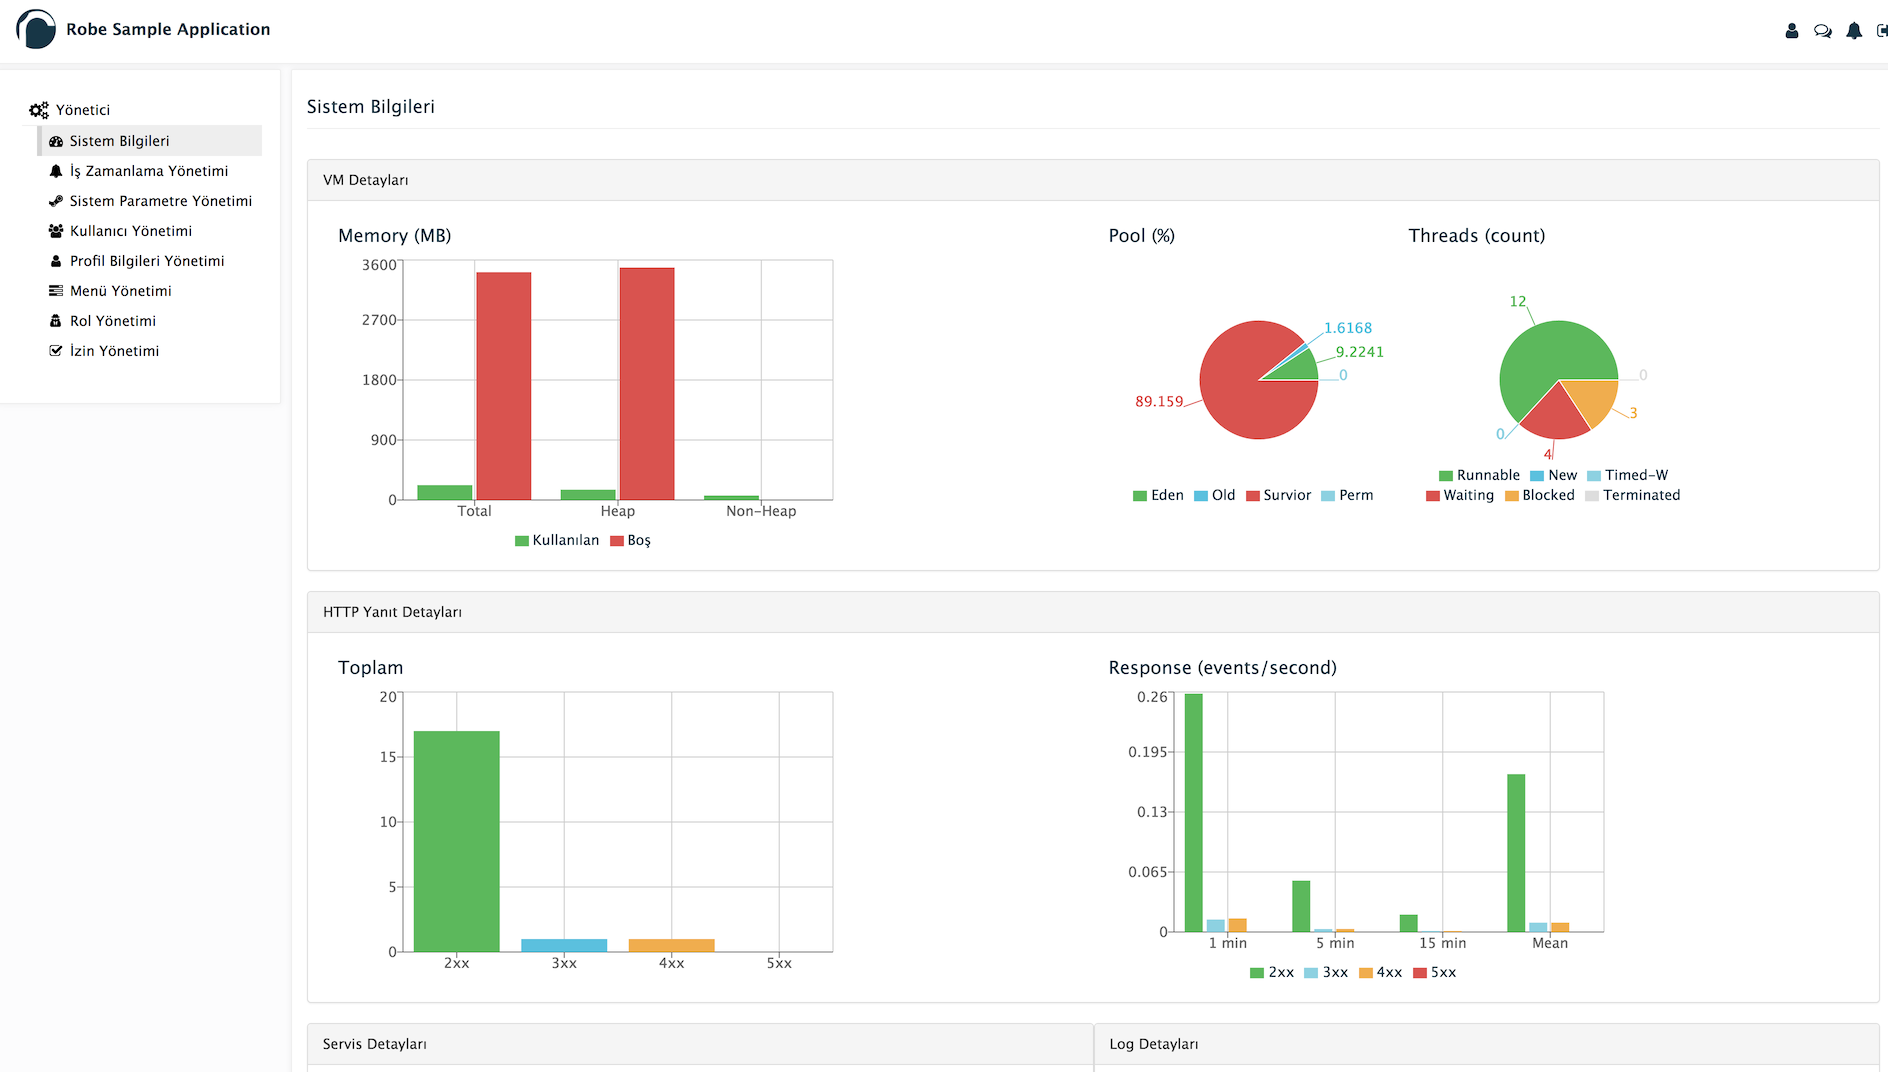 Robe Sample Application
Yönetici
Sistem Bilgileri
İş Zamanlama Yönetimi
Sistem Parametre Yönetimi
Kullanıcı Yönetimi
Profil Bilgileri Yönetimi
Menü Yönetimi
Rol Yönetimi
İzin Yönetimi
Sistem Bilgileri
VM Detayları
Memory (MB)
3600
2700
1800
900
0
Total Heap Non-Heap
Kullanılan Boş
Pool (%)
1.6168
9.2241
0
89.159
Eden Old Survior Perm
Threads (count)
12
0
3
0
4
Runnable New Timed-W
Waiting Blocked Terminated
HTTP Yanıt Detayları
Toplam
20
15
10
5
0
2xx 3xx 4xx 5xx
Response (events/second)
0.26
0.195
0.13
0.065
0
1 min 5 min 15 min Mean
2xx 3xx 4xx 5xx
Servis Detayları
Log Detayları